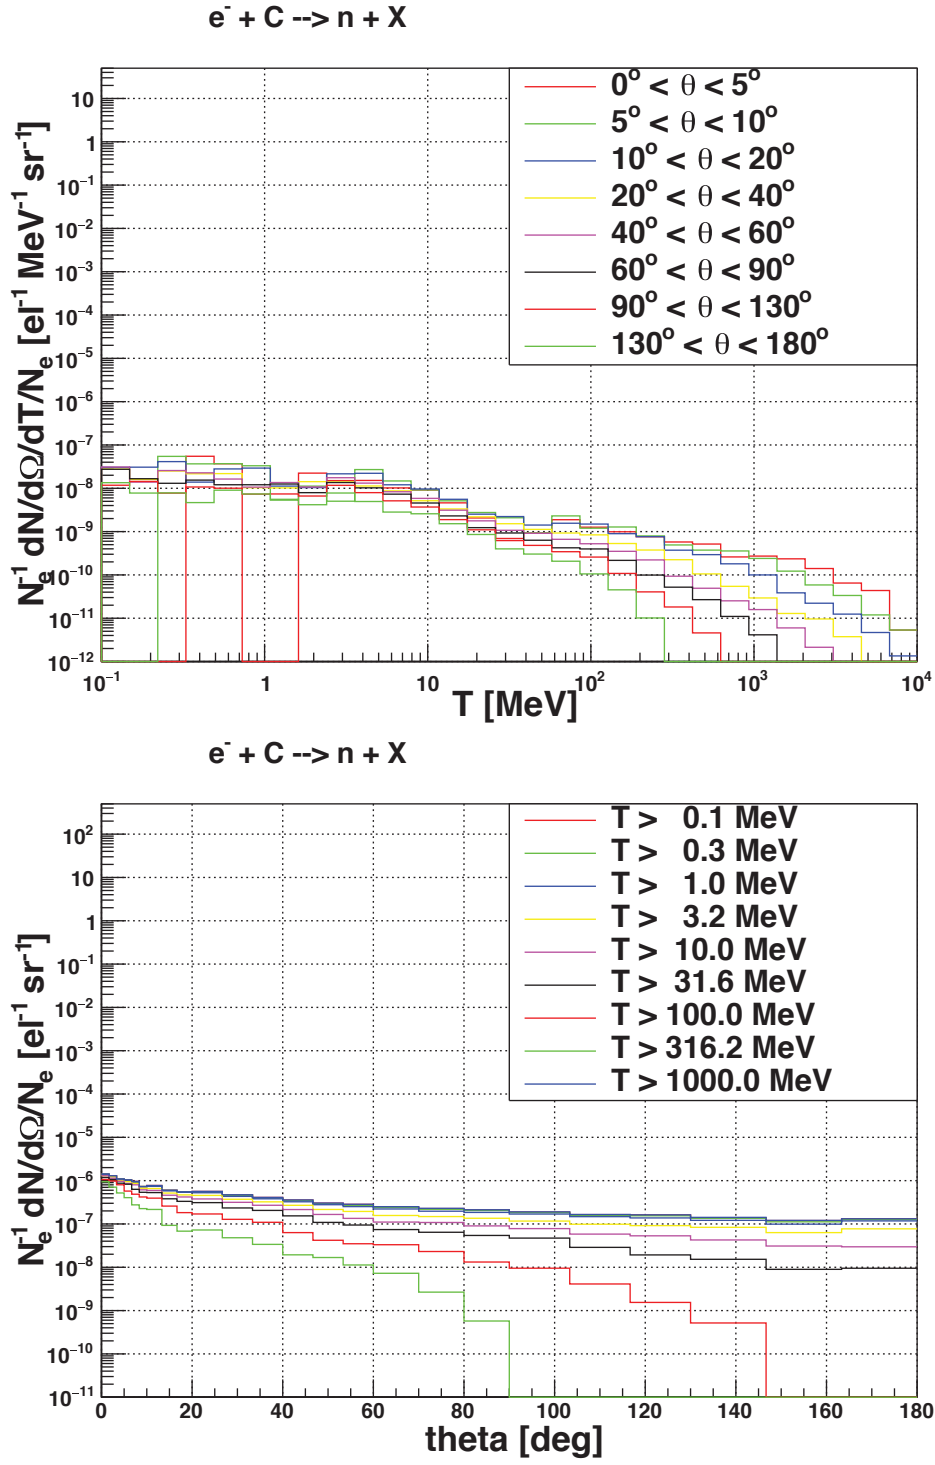 e⁻ + C --> n + X
0° < θ < 5°
5° < θ < 10°
10° < θ < 20°
20° < θ < 40°
40° < θ < 60°
60° < θ < 90°
90° < θ < 130°
130° < θ < 180°
N_e⁻¹ dN/dΩ/dT/N_e [el⁻¹ MeV⁻¹ sr⁻¹]
10
1
10⁻¹
10⁻²
10⁻³
10⁻⁴
10⁻⁵
10⁻⁶
10⁻⁷
10⁻⁸
10⁻⁹
10⁻¹⁰
10⁻¹¹
10⁻¹²
10⁻¹ 1 10 10² 10³ 10⁴
T [MeV]
e⁻ + C --> n + X
T > 0.1 MeV
T > 0.3 MeV
T > 1.0 MeV
T > 3.2 MeV
T > 10.0 MeV
T > 31.6 MeV
T > 100.0 MeV
T > 316.2 MeV
T > 1000.0 MeV
N_e⁻¹ dN/dΩ/N_e [el⁻¹ sr⁻¹]
10²
10
1
10⁻¹
10⁻²
10⁻³
10⁻⁴
10⁻⁵
10⁻⁶
10⁻⁷
10⁻⁸
10⁻⁹
10⁻¹⁰
10⁻¹¹
0 20 40 60 80 100 120 140 160 180
theta [deg]